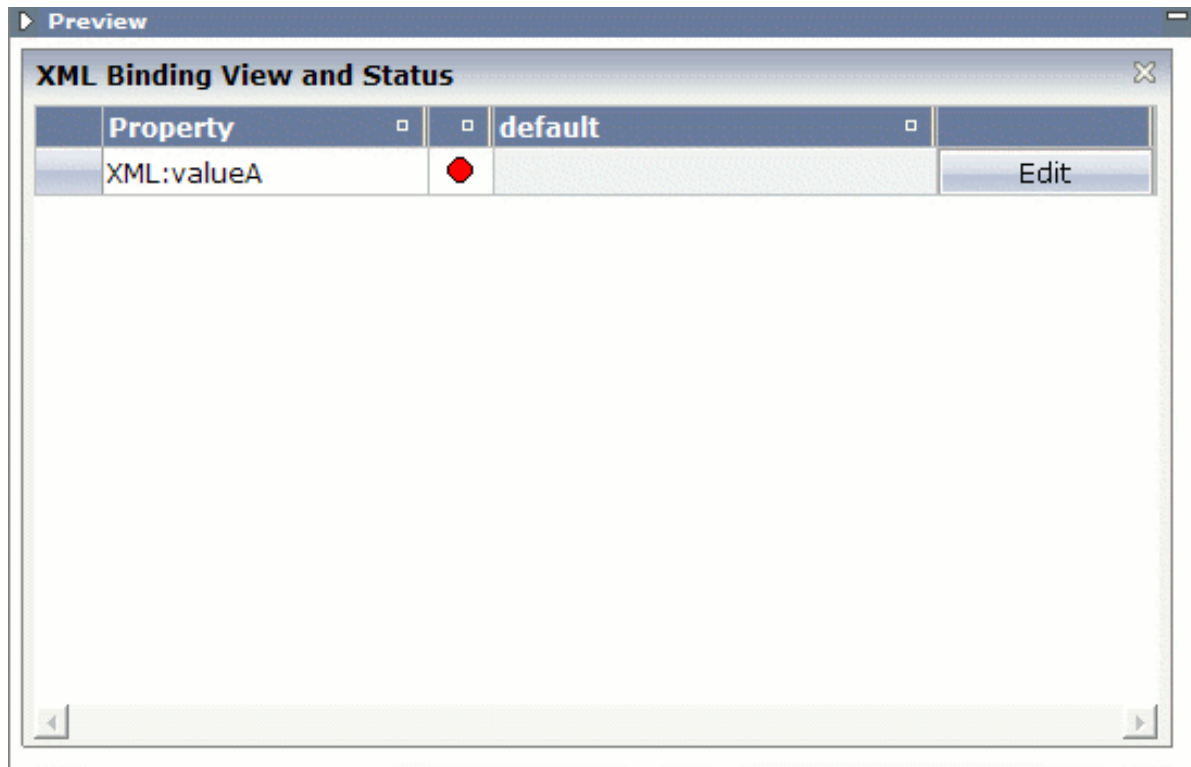 Preview
XML Binding View and Status
Property default
XML:valueA Edit